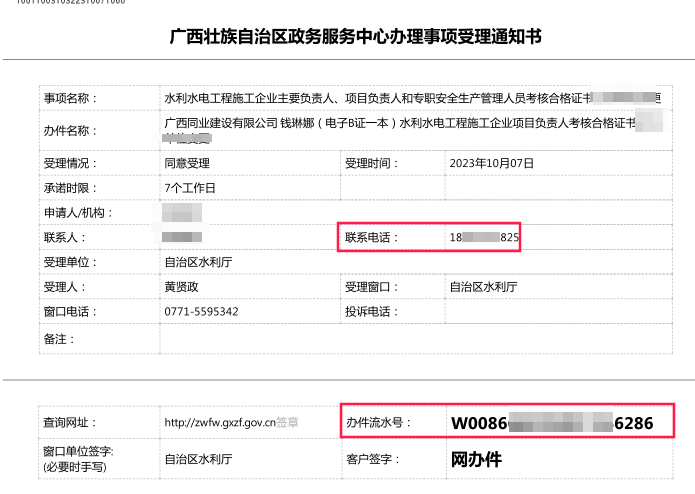 广西壮族自治区政务服务中心办理事项受理通知书
事项名称： 水利水电工程施工企业主要负责人、项目负责人和专职安全生产管理人员考核合格证书 更
办件名称： 广西同业建设有限公司 钱琳娜（电子B证一本）水利水电工程施工企业项目负责人考核合格证书
受理情况： 同意受理 受理时间： 2023年10月07日
承诺时限： 7个工作日
申请人/机构：
联系人： 联系电话： 18 825
受理单位： 自治区水利厅
受理人： 黄贤政 受理窗口： 自治区水利厅
窗口电话： 0771-5595342 投诉电话：
备注：
查询网址： http://zwfw.gxzf.gov.cn签章 办件流水号： W0086 6286
窗口单位签字:
(必要时手写) 自治区水利厅 客户签字： 网办件